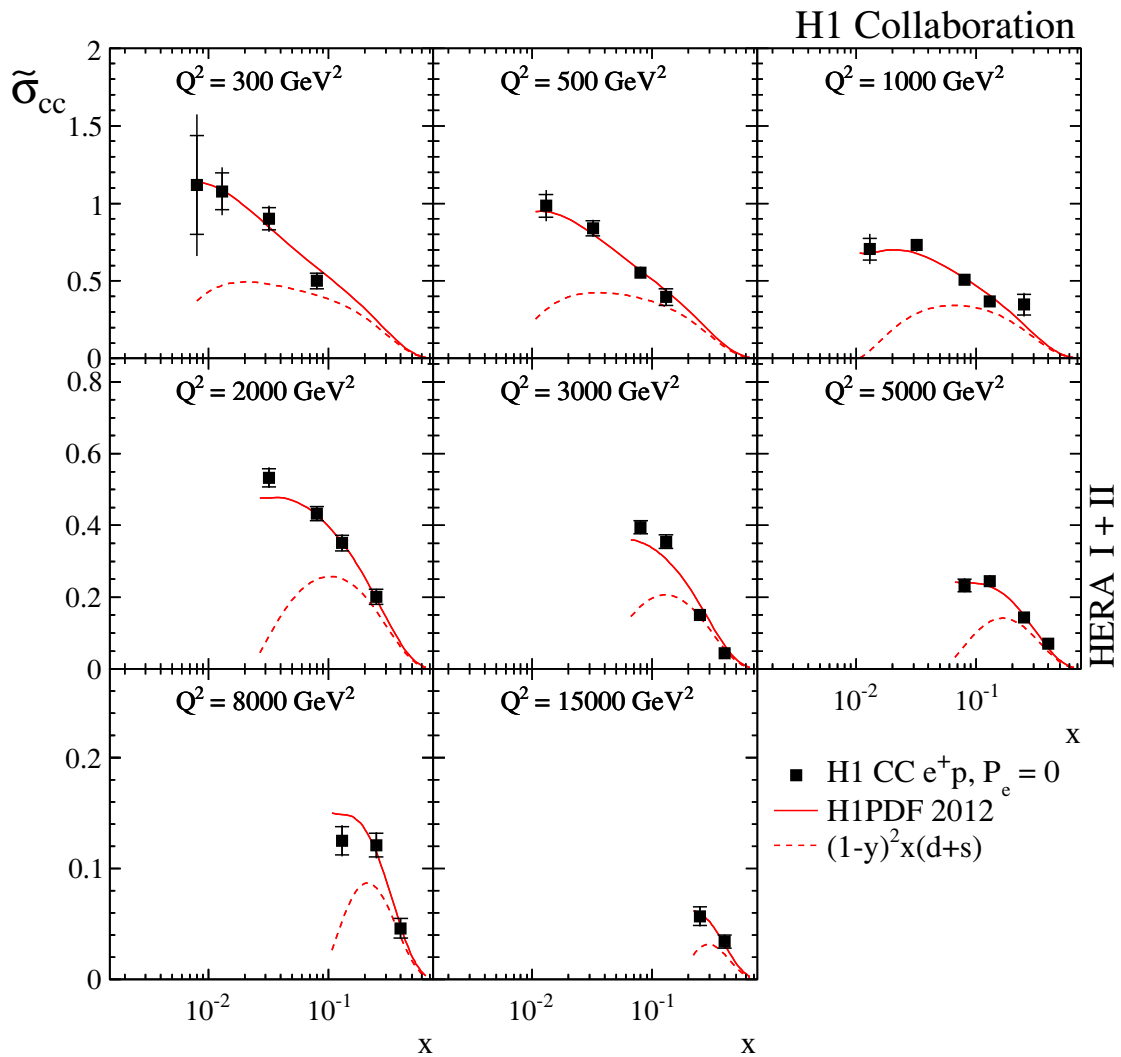 H1 Collaboration
σ̃cc
2
1.5
1
0.5
0
Q² = 300 GeV²
Q² = 500 GeV²
Q² = 1000 GeV²
0.8
0.6
0.4
0.2
0
Q² = 2000 GeV²
Q² = 3000 GeV²
Q² = 5000 GeV²
10⁻² 10⁻¹
x
HERA I + II
0.2
0.1
0
Q² = 8000 GeV²
Q² = 15000 GeV²
10⁻² 10⁻¹
x
10⁻² 10⁻¹
x
H1 CC e⁺p, Pₑ = 0
H1PDF 2012
(1-y)²x(d+s)